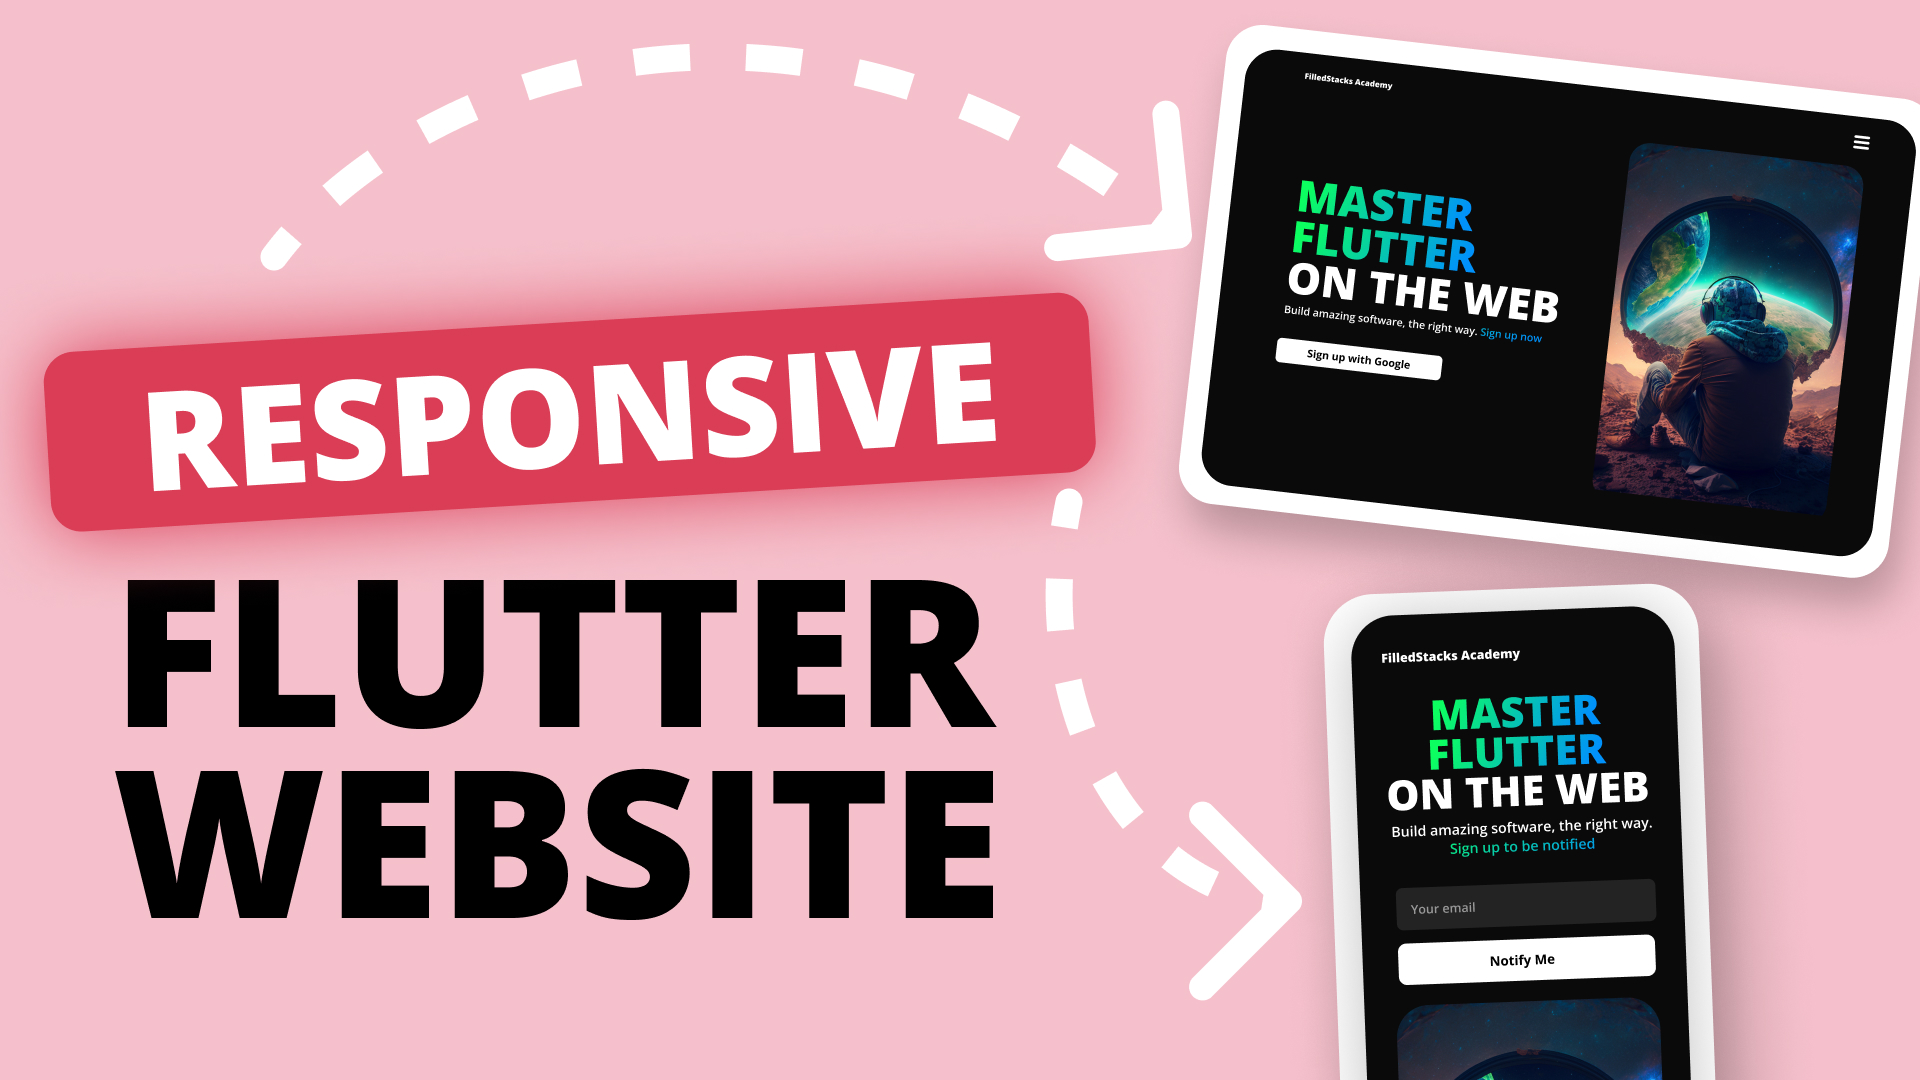 RESPONSIVE
FLUTTER
WEBSITE
FilledStacks Academy
MASTER
FLUTTER
ON THE WEB
Build amazing software, the right way. Sign up now
Sign up with Google
FilledStacks Academy
MASTER
FLUTTER
ON THE WEB
Build amazing software, the right way.
Sign up to be notified
Your email
Notify Me